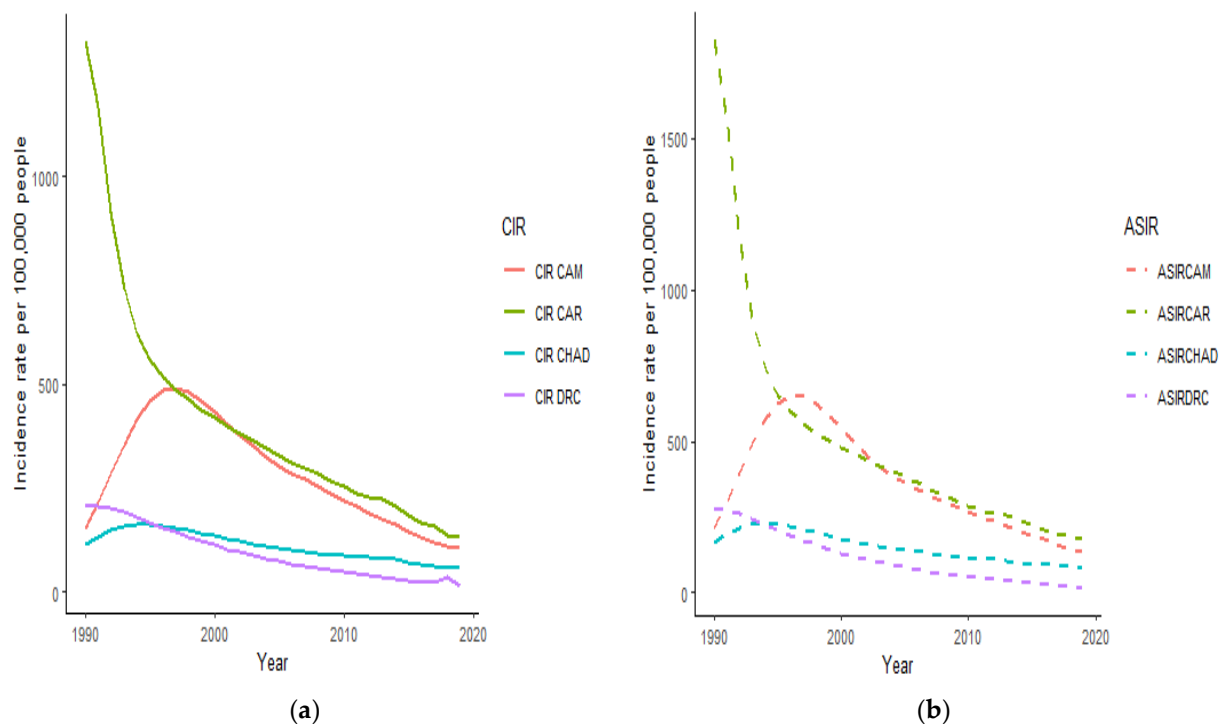 Incidence rate per 100,000 people
1000
500
0
1990
2000
2010
2020
Year
CIR
CIR CAM
CIR CAR
CIR CHAD
CIR DRC
(a)
Incidence rate per 100,000 people
1500
1000
500
0
1990
2000
2010
2020
Year
ASIR
ASIRCAM
ASIRCAR
ASIRCHAD
ASIRDRC
(b)